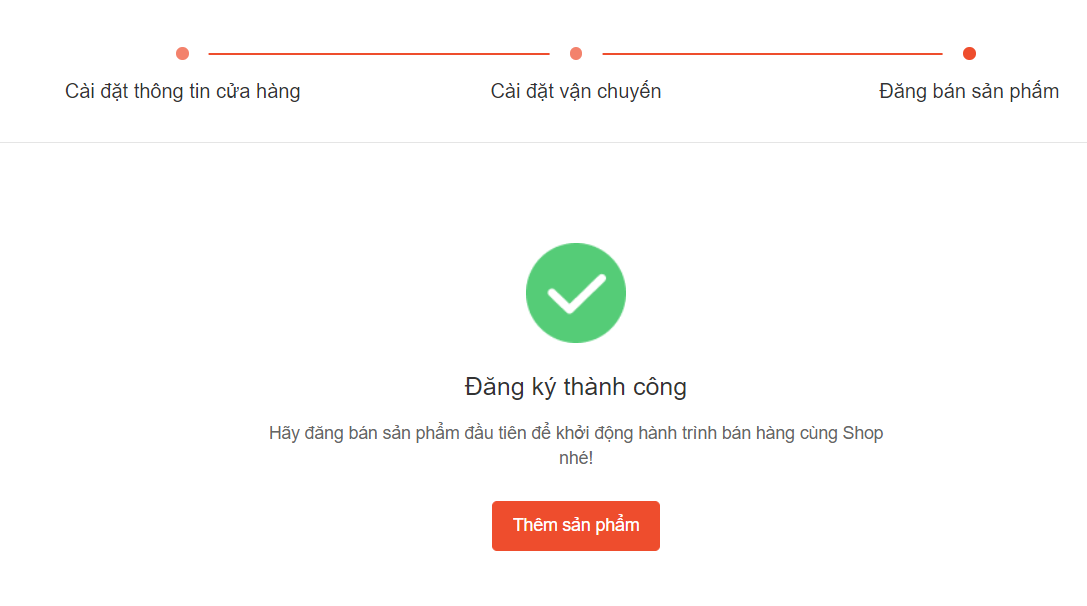 Cài đặt thông tin cửa hàng
Cài đặt vận chuyển
Đăng bán sản phẩm
Đăng ký thành công
Hãy đăng bán sản phẩm đầu tiên để khởi động hành trình bán hàng cùng Shop
nhé!
Thêm sản phẩm